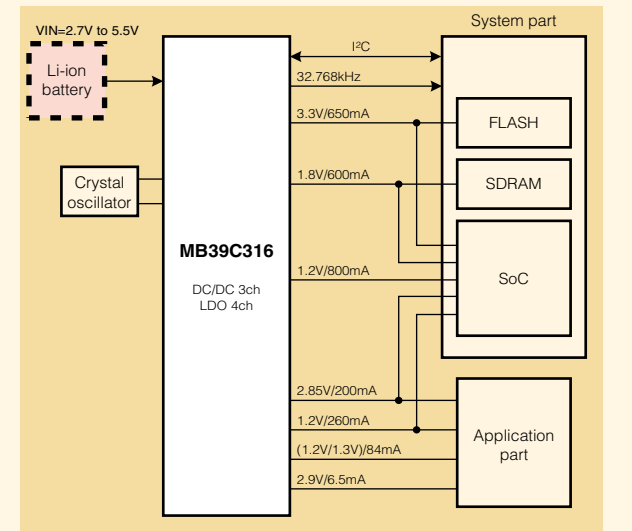 System part
VIN=2.7V to 5.5V
Li-ion
battery
I²C
32.768kHz
3.3V/650mA
FLASH
1.8V/600mA
SDRAM
Crystal
oscillator
MB39C316
DC/DC 3ch
LDO 4ch
1.2V/800mA
SoC
2.85V/200mA
1.2V/260mA
(1.2V/1.3V)/84mA
2.9V/6.5mA
Application
part